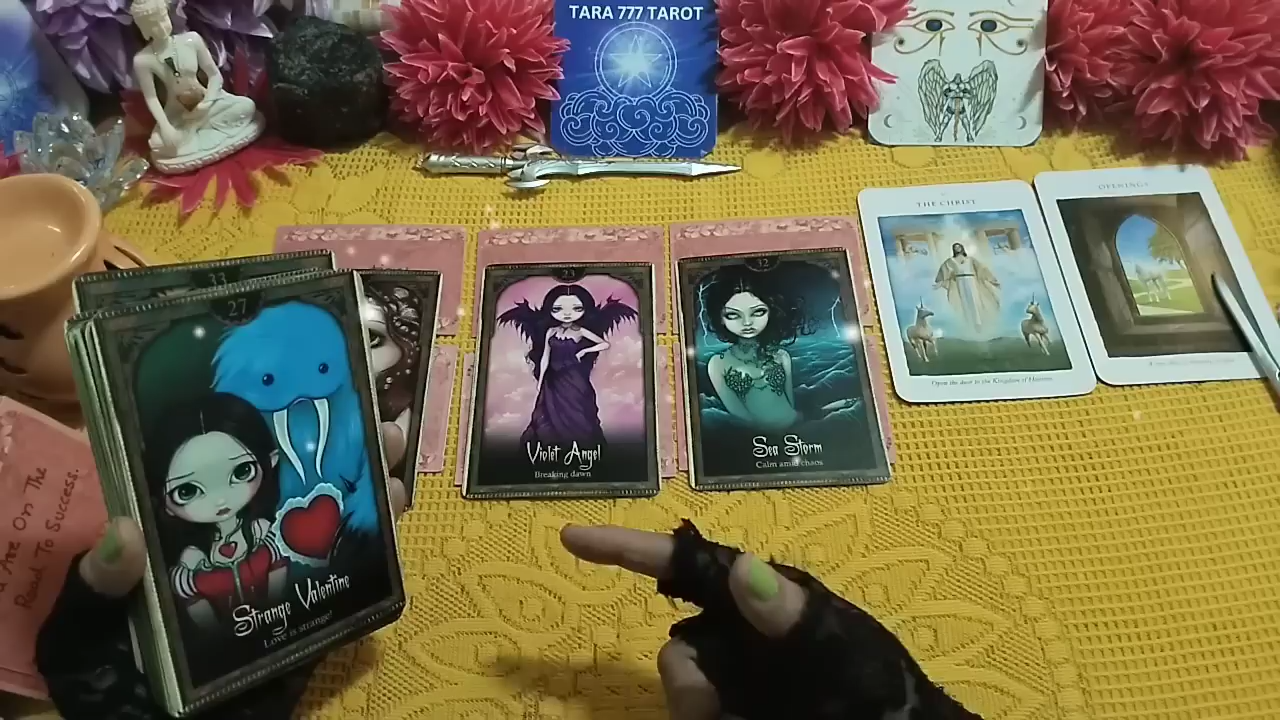 TARA 777 TAROT
THE CHRIST
Open the door to the Kingdom of Heaven.
OPENINGS
33
27
Strange Valentine
Love is strange!
23
Violet Angel
Breaking dawn
32
Sea Storm
Calm amid chaos
Are On The
Road To Success.